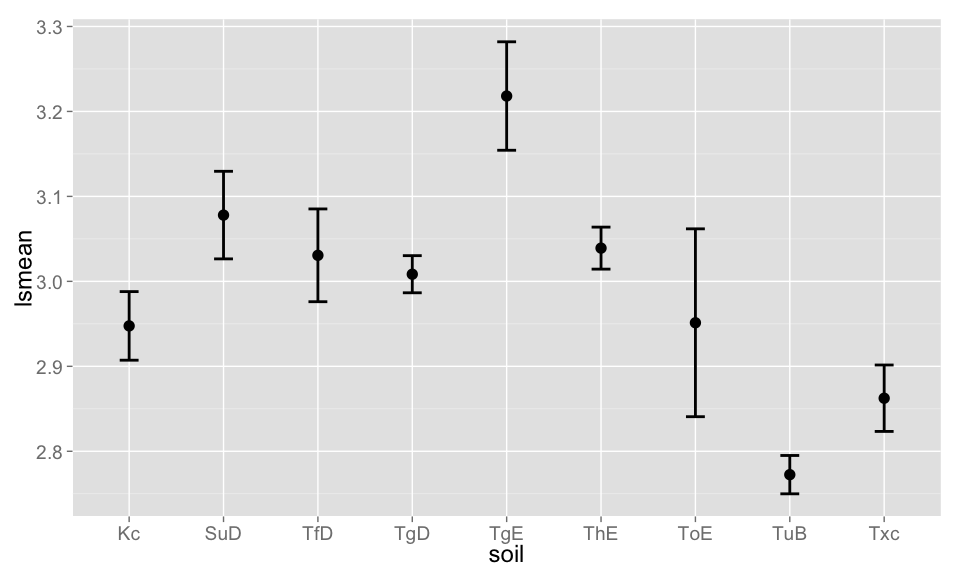 lsmean
3.3
3.2
3.1
3.0
2.9
2.8
Kc SuD TfD TgD TgE ThE ToE TuB Txc
soil